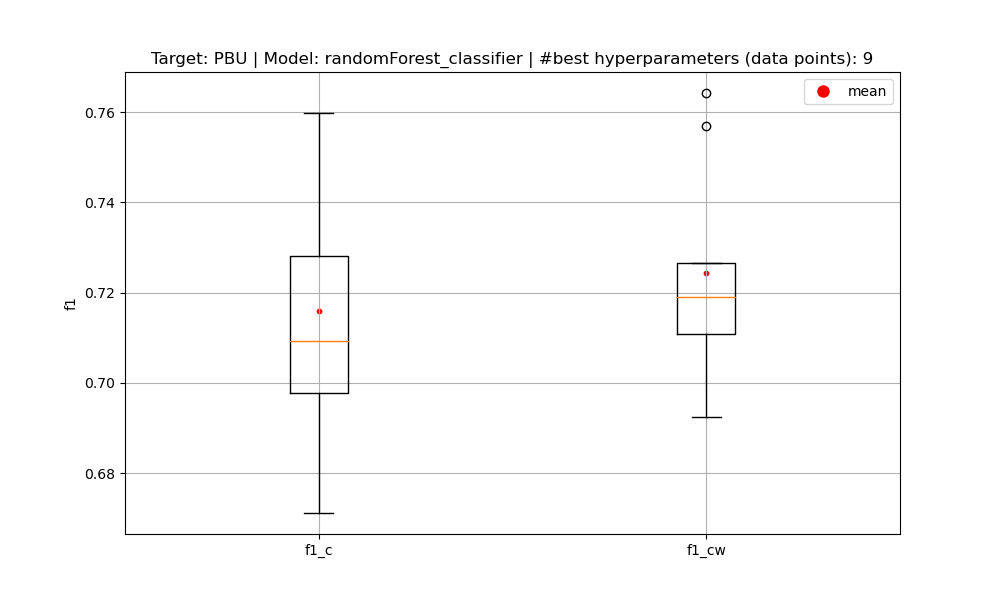 Target: PBU | Model: randomForest_classifier | #best hyperparameters (data points): 9
mean
0.76
0.74
0.72
0.70
0.68
f1
f1_c
f1_cw